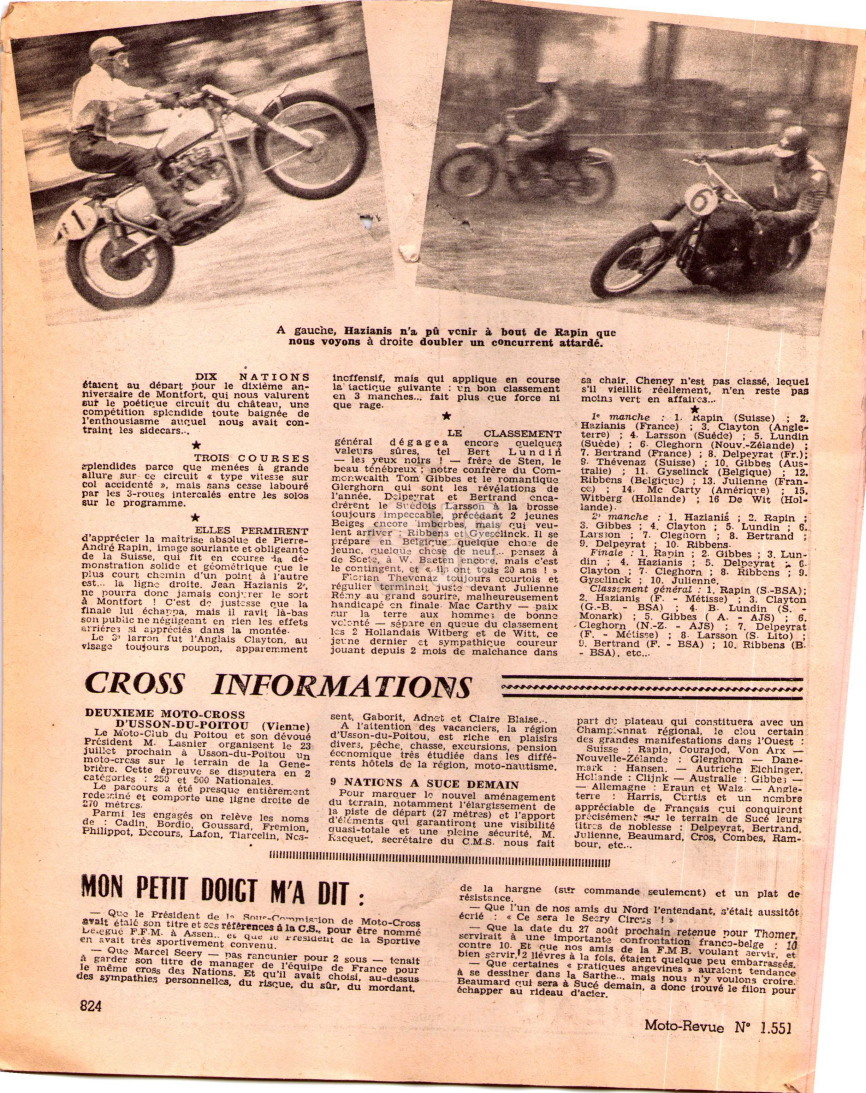 1
6
A gauche, Hazianis n'a pû venir à bout de Rapin que
nous voyons à droite doubler un concurrent attardé.
DIX NATIONS
étaient au départ pour le dixième an-
niversaire de Montfort, qui nous valurent
sur le poétique circuit du château, une
compétition splendide toute baignée de
l'enthousiasme auquel nous avait con-
traint les sidecars...
★
TROIS COURSES
splendides parce que menées à grande
allure sur ce circuit « type vitesse sur
col accidenté », mais sans cesse labouré
par les 3-roues intercalés entre les solos
sur le programme.
★
ELLES PERMIRENT
d'apprécier la maîtrise absolue de Pierre-
André Rapin, image souriante et obligeante
de la Suisse, qui fit en course la dé-
monstration solide et géométrique que le
plus court chemin d'un point à l'autre
est... la ligne droite. Jean Hazianis 2e,
ne pourra donc jamais conjurer le sort
à Montfort ! C'est de justesse que la
finale lui échappa, mais il ravit là-bas
son public ne négligeant en rien les effets
arrières si appréciés dans la montée.
Le 3e larron fut l'Anglais Clayton, au
visage toujours poupon, apparemment
inoffensif, mais qui applique en course
la tactique suivante : un bon classement
en 3 manches... fait plus que force ni
que rage.
★
LE CLASSEMENT
général dégagea encore quelques
valeurs sûres, tel Bert Lundin
— les yeux noirs ! — frère de Sten, le
beau ténébreux ; notre confrère du Com-
monwealth Tom Gibbes et le romantique
Glerghorn qui sont les révélations de
l'année. Delpeyrat et Bertrand enca-
drèrent le Suédois Larsson à la brosse
toujours impeccable, précédant 2 jeunes
Belges encore imberbes, mais qui veu-
lent arriver : Ribbens et Gyseclinck. Il se
prépare en Belgique quelque chose de
jeune, quelque chose de neuf... pensez à
de Soete, à W. Baeten encore, mais c'est
le contingent, et « ils ont tous 20 ans ! »
Florian Thevenaz toujours courtois et
régulier terminait juste devant Julienne
Rémy au grand sourire, malheureusement
handicapé en finale Mac Carthy — paix
sur la terre aux hommes de bonne
volonté — sépare en queue du classement
les 2 Hollandais Witberg et de Witt, ce
jeune dernier et sympathique coureur
jouant depuis 2 mois de malchance dans
sa chair. Cheney n'est pas classé, lequel
s'il vieillit réellement, n'en reste pas
moins vert en affaires...
★
1e manche : 1. Rapin (Suisse) ; 2.
Hazianis (France) ; 3. Clayton (Angle-
terre) ; 4. Larsson (Suède) ; 5. Lundin
(Suède) ; 6. Cleghorn (Nouv.-Zélande) ;
7. Bertrand (France) ; 8. Delpeyrat (Fr.);
9. Thévenaz (Suisse) ; 10. Gibbes (Aus-
tralie) ; 11. Gyselinck (Belgique) ; 12.
Ribbens (Belgique) ; 13. Julienne (Fran-
ce) ; 14. Mc Carty (Amérique) ; 15.
Witberg (Hollande) ; 16 De Wit (Hol-
lande).
2e manche : 1. Hazianis ; 2. Rapin ;
3. Gibbes ; 4. Clayton ; 5. Lundin ; 6.
Larsson ; 7. Cleghorn ; 8. Bertrand ;
9. Delpeyrat ; 10. Ribbens.
Finale : 1. Rapin ; 2. Gibbes ; 3. Lun-
din ; 4. Hazianis ; 5. Delpeyrat ; 6.
Clayton ; 7. Cleghorn ; 8. Ribbens ; 9.
Gyselinck ; 10. Julienne.
Classement général : 1. Rapin (S.-BSA);
2. Hazianis (F. - Métisse) ; 3. Clayton
(G.-B. - BSA) ; 4. B. Lundin (S. -
Monark) ; 5. Gibbes ( A. - AJS) ; 6.
Cleghorn (N.-Z. - AJS) ; 7. Delpeyrat
(F. - Métisse) ; 8. Larsson (S. Lito) ;
9. Bertrand (F. - BSA) ; 10. Ribbens (B.
- BSA), etc...
CROSS INFORMATIONS
DEUXIEME MOTO-CROSS
D'USSON-DU-POITOU (Vienne)
Le Moto-Club du Poitou et son dévoué
Président M. Lasnier organisent le 23
juillet prochain à Usson-du-Poitou un
moto-cross sur le terrain de la Gene-
brière. Cette épreuve se disputera en 2
catégories : 250 et 500 Nationales.
Le parcours a été presque entièrement
redessiné et comporte une ligne droite de
270 mètres.
Parmi les engagés on relève les noms
de : Cadin, Bordio, Goussard, Fremion,
Philippot, Decours, Lafon, Tiarcelin, Nea-
sent, Gaborit, Adnet et Claire Blaise...
A l'attention des vacanciers, la région
d'Usson-du-Poitou, est riche en plaisirs
divers, pêche, chasse, excursions, pension
économique très étudiée dans les diffé-
rents hôtels de la région, moto-nautisme.
9 NATIONS A SUCE DEMAIN
Pour marquer le nouvel aménagement
du terrain, notamment l'élargissement de
la piste de départ (27 mètres) et l'apport
d'éléments qui garantiront une visibilité
quasi-totale et une pleine sécurité, M.
Racquet, secrétaire du C.M.S. nous fait
part du plateau qui constituera avec un
Championnat régional, le clou certain
des grandes manifestations dans l'Ouest :
Suisse : Rapin, Courajod, Von Arx —
Nouvelle-Zélande : Glerghorn — Dane-
mark : Hansen. — Autriche Eichinger,
Hollande : Clijnk — Australie : Gibbes —
— Allemagne : Eraun et Walz — Angle-
terre : Harris, Curtis et un nombre
appréciable de Français qui conquirent
précisément sur le terrain de Sucé leurs
titres de noblesse : Delpeyrat, Bertrand,
Julienne, Beaumard, Cros, Combes, Ram-
bour, etc...
MON PETIT DOIGT M'A DIT :
— Que le Président de la Sous-Commission de Moto-Cross
avait étalé son titre et ses références à la C.S., pour être nommé
Délégué F.F.M. à Assen.. et que le Président de la Sportive
en avait très sportivement convenu.
— Que Marcel Seery — pas rancunier pour 2 sous — tenait
à garder son titre de manager de l'équipe de France pour
le même cross des Nations. Et qu'il avait choisi, au-dessus
des sympathies personnelles, du risque, du sûr, du mordant,
de la hargne (sur commande seulement) et un plat de
résistance.
— Que l'un de nos amis du Nord l'entendant, s'était aussitôt
écrié : « Ce sera le Seery Circus ! »
— Que la date du 27 août prochain retenue pour Thomer,
servirait à une importante confrontation franco-belge : 10
contre 10. Et que nos amis de la F.M.B. voulant servir, et
bien servir, 2 lièvres à la fois, étaient quelque peu embarrassés.
— Que certaines « pratiques angevines » auraient tendance
à se dessiner dans la Sarthe... mais nous n'y voulons croire.
Beaumard qui sera à Sucé demain, a donc trouvé le filon pour
échapper au rideau d'acier.
824
Moto-Revue N° 1.551